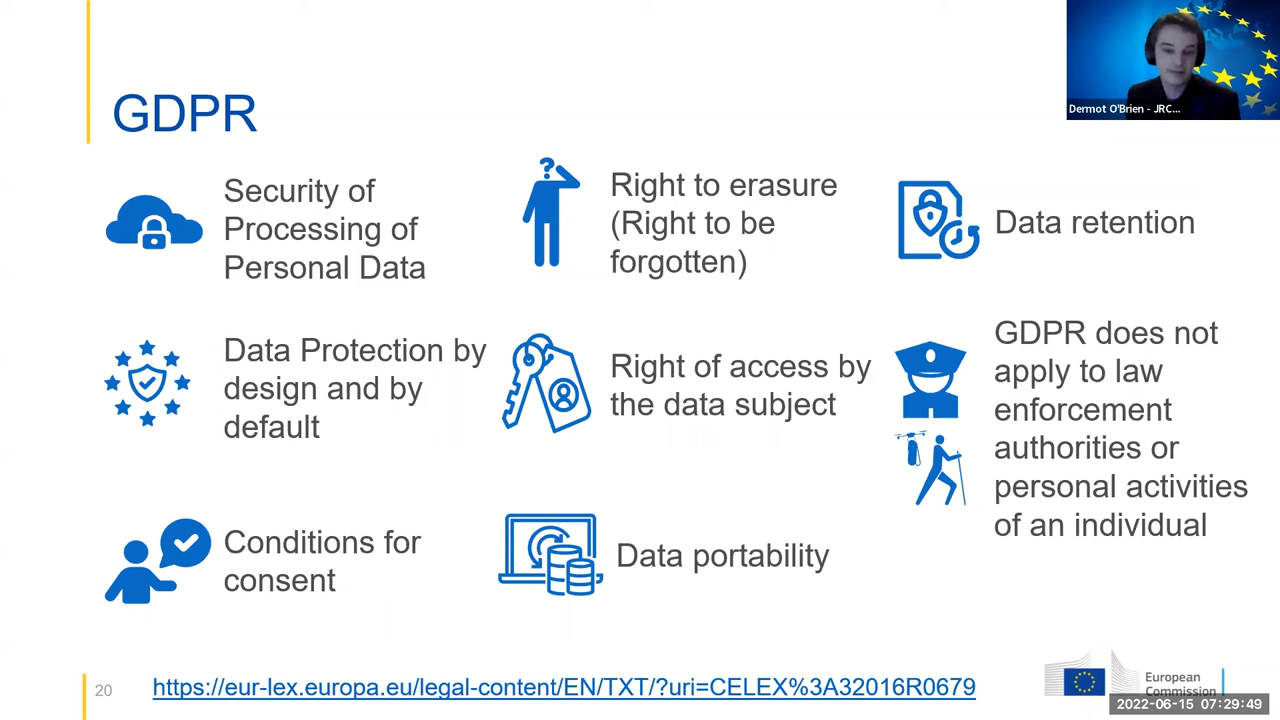 GDPR
Dermot O'Brien - JRC...
Security of
Processing of
Personal Data
?
Right to erasure
(Right to be
forgotten)
Data retention
Data Protection by
design and by
default
Right of access by
the data subject
GDPR does not
apply to law
enforcement
authorities or
personal activities
of an individual
Conditions for
consent
Data portability
20
https://eur-lex.europa.eu/legal-content/EN/TXT/?uri=CELEX%3A32016R0679
European
Commission
2022-06-15 07:29:49